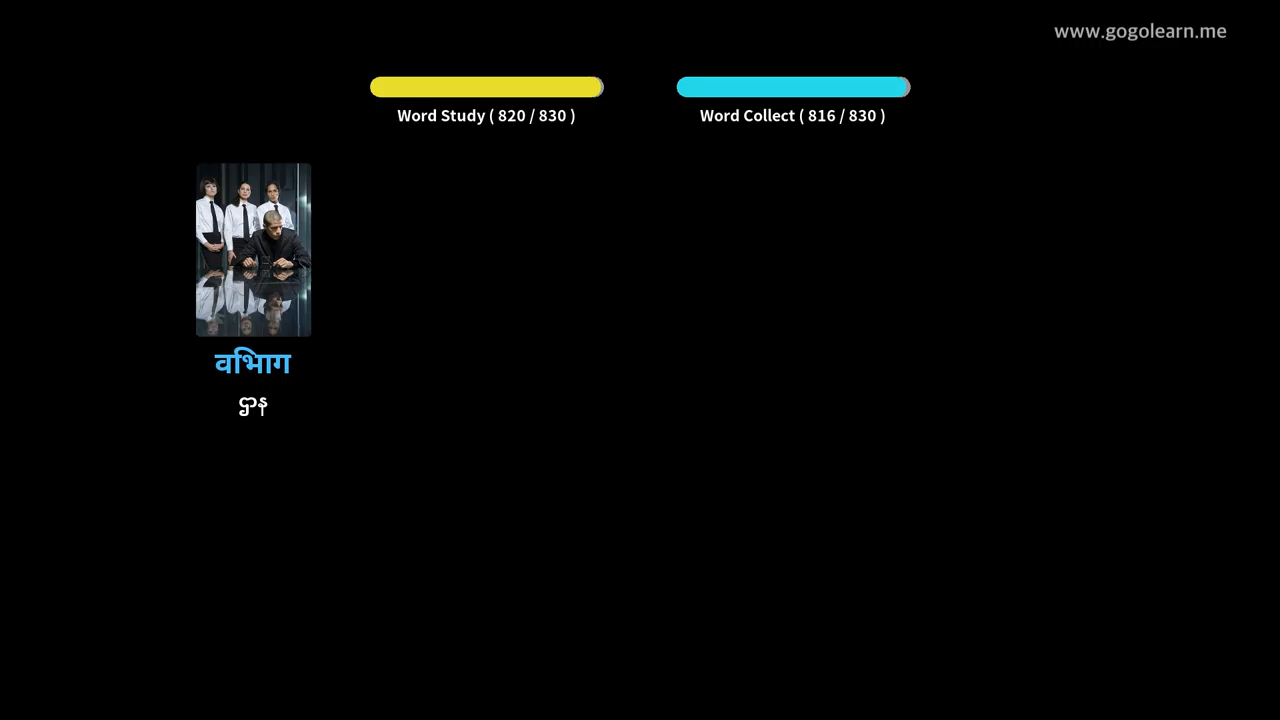 www.gogolearn.me
Word Study ( 820 / 830 )
Word Collect ( 816 / 830 )
विभाग
ဌာန